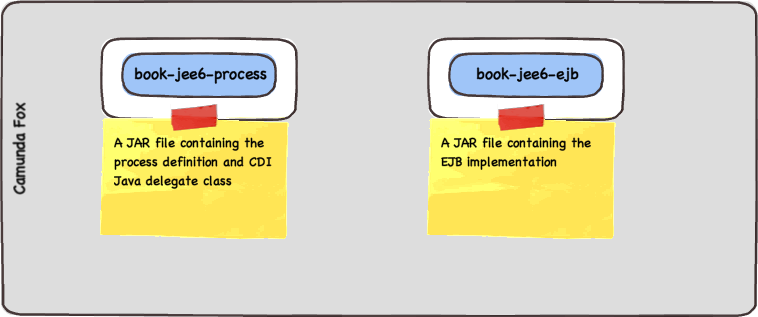 Camunda Fox
book-jee6-process
A JAR file containing the
process definition and CDI
Java delegate class
book-jee6-ejb
A JAR file containing the
EJB implementation